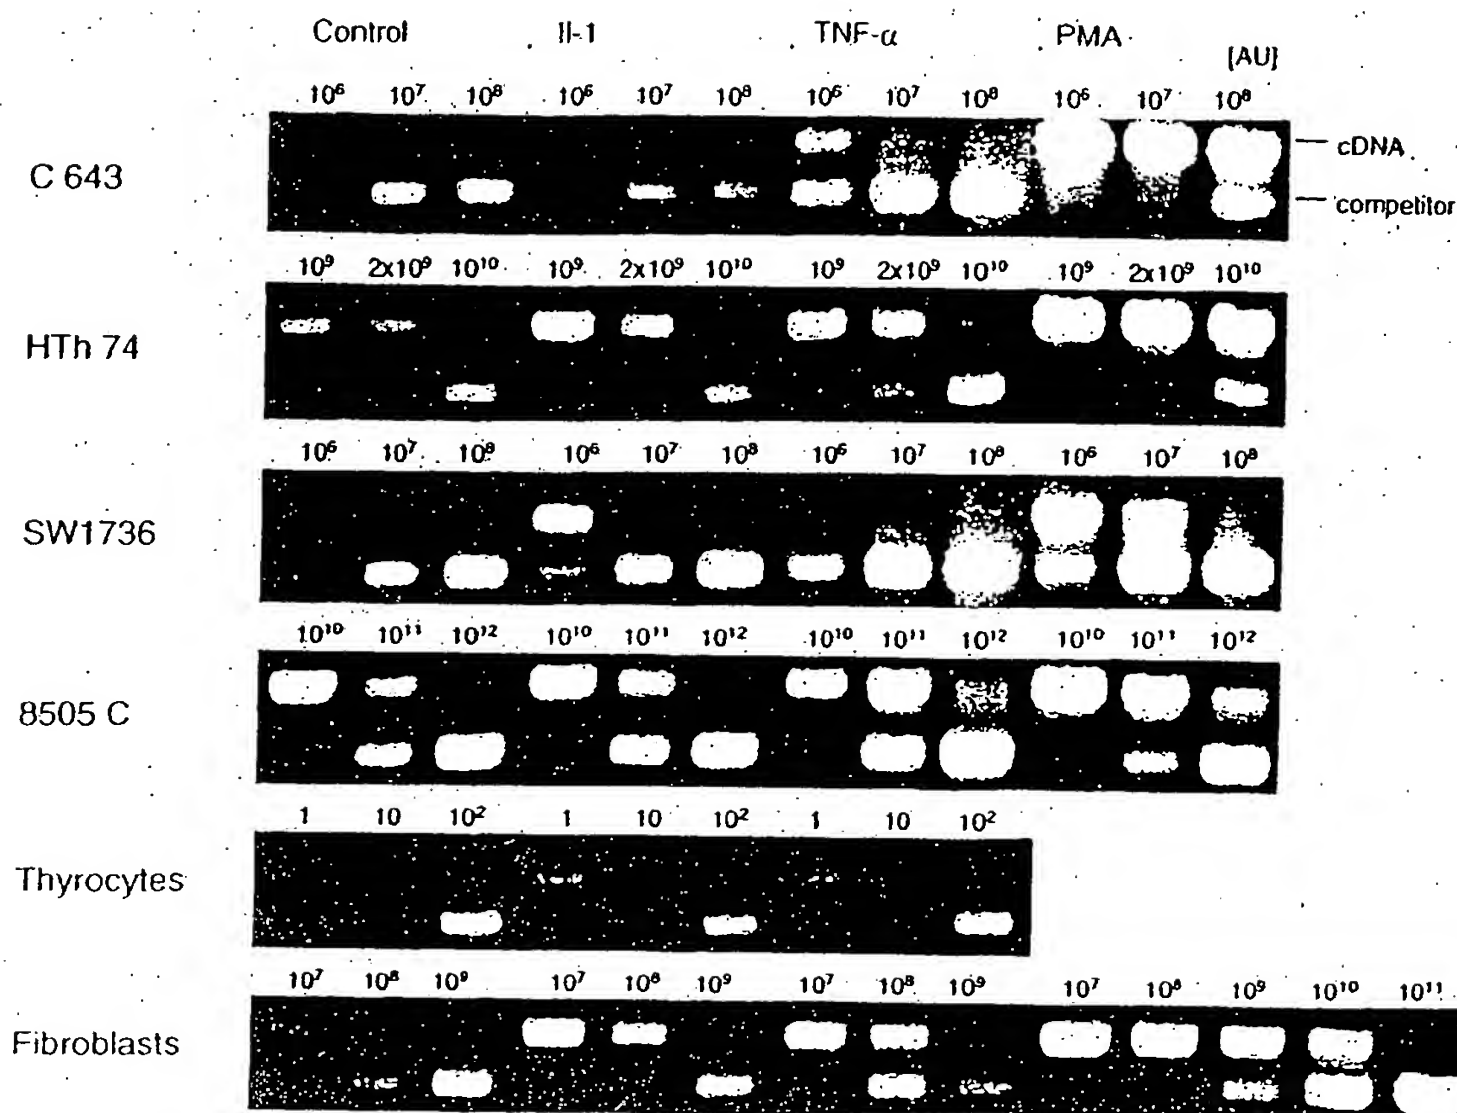 Control Il-1 TNF-α PMA
[AU]
10⁶ 10⁷ 10⁸ 10⁶ 10⁷ 10⁸ 10⁶ 10⁷ 10⁸ 10⁶ 10⁷ 10⁸
C 643
cDNA
competitor
10⁹ 2x10⁹ 10¹⁰ 10⁹ 2x10⁹ 10¹⁰ 10⁹ 2x10⁹ 10¹⁰ 10⁹ 2x10⁹ 10¹⁰
HTh 74
10⁶ 10⁷ 10⁸ 10⁶ 10⁷ 10⁸ 10⁶ 10⁷ 10⁸ 10⁶ 10⁷ 10⁸
SW1736
10¹⁰ 10¹¹ 10¹² 10¹⁰ 10¹¹ 10¹² 10¹⁰ 10¹¹ 10¹² 10¹⁰ 10¹¹ 10¹²
8505 C
1 10 10² 1 10 10² 1 10 10²
Thyrocytes
10⁷ 10⁸ 10⁹ 10⁷ 10⁸ 10⁹ 10⁷ 10⁸ 10⁹ 10⁷ 10⁸ 10⁹ 10¹⁰ 10¹¹
Fibroblasts